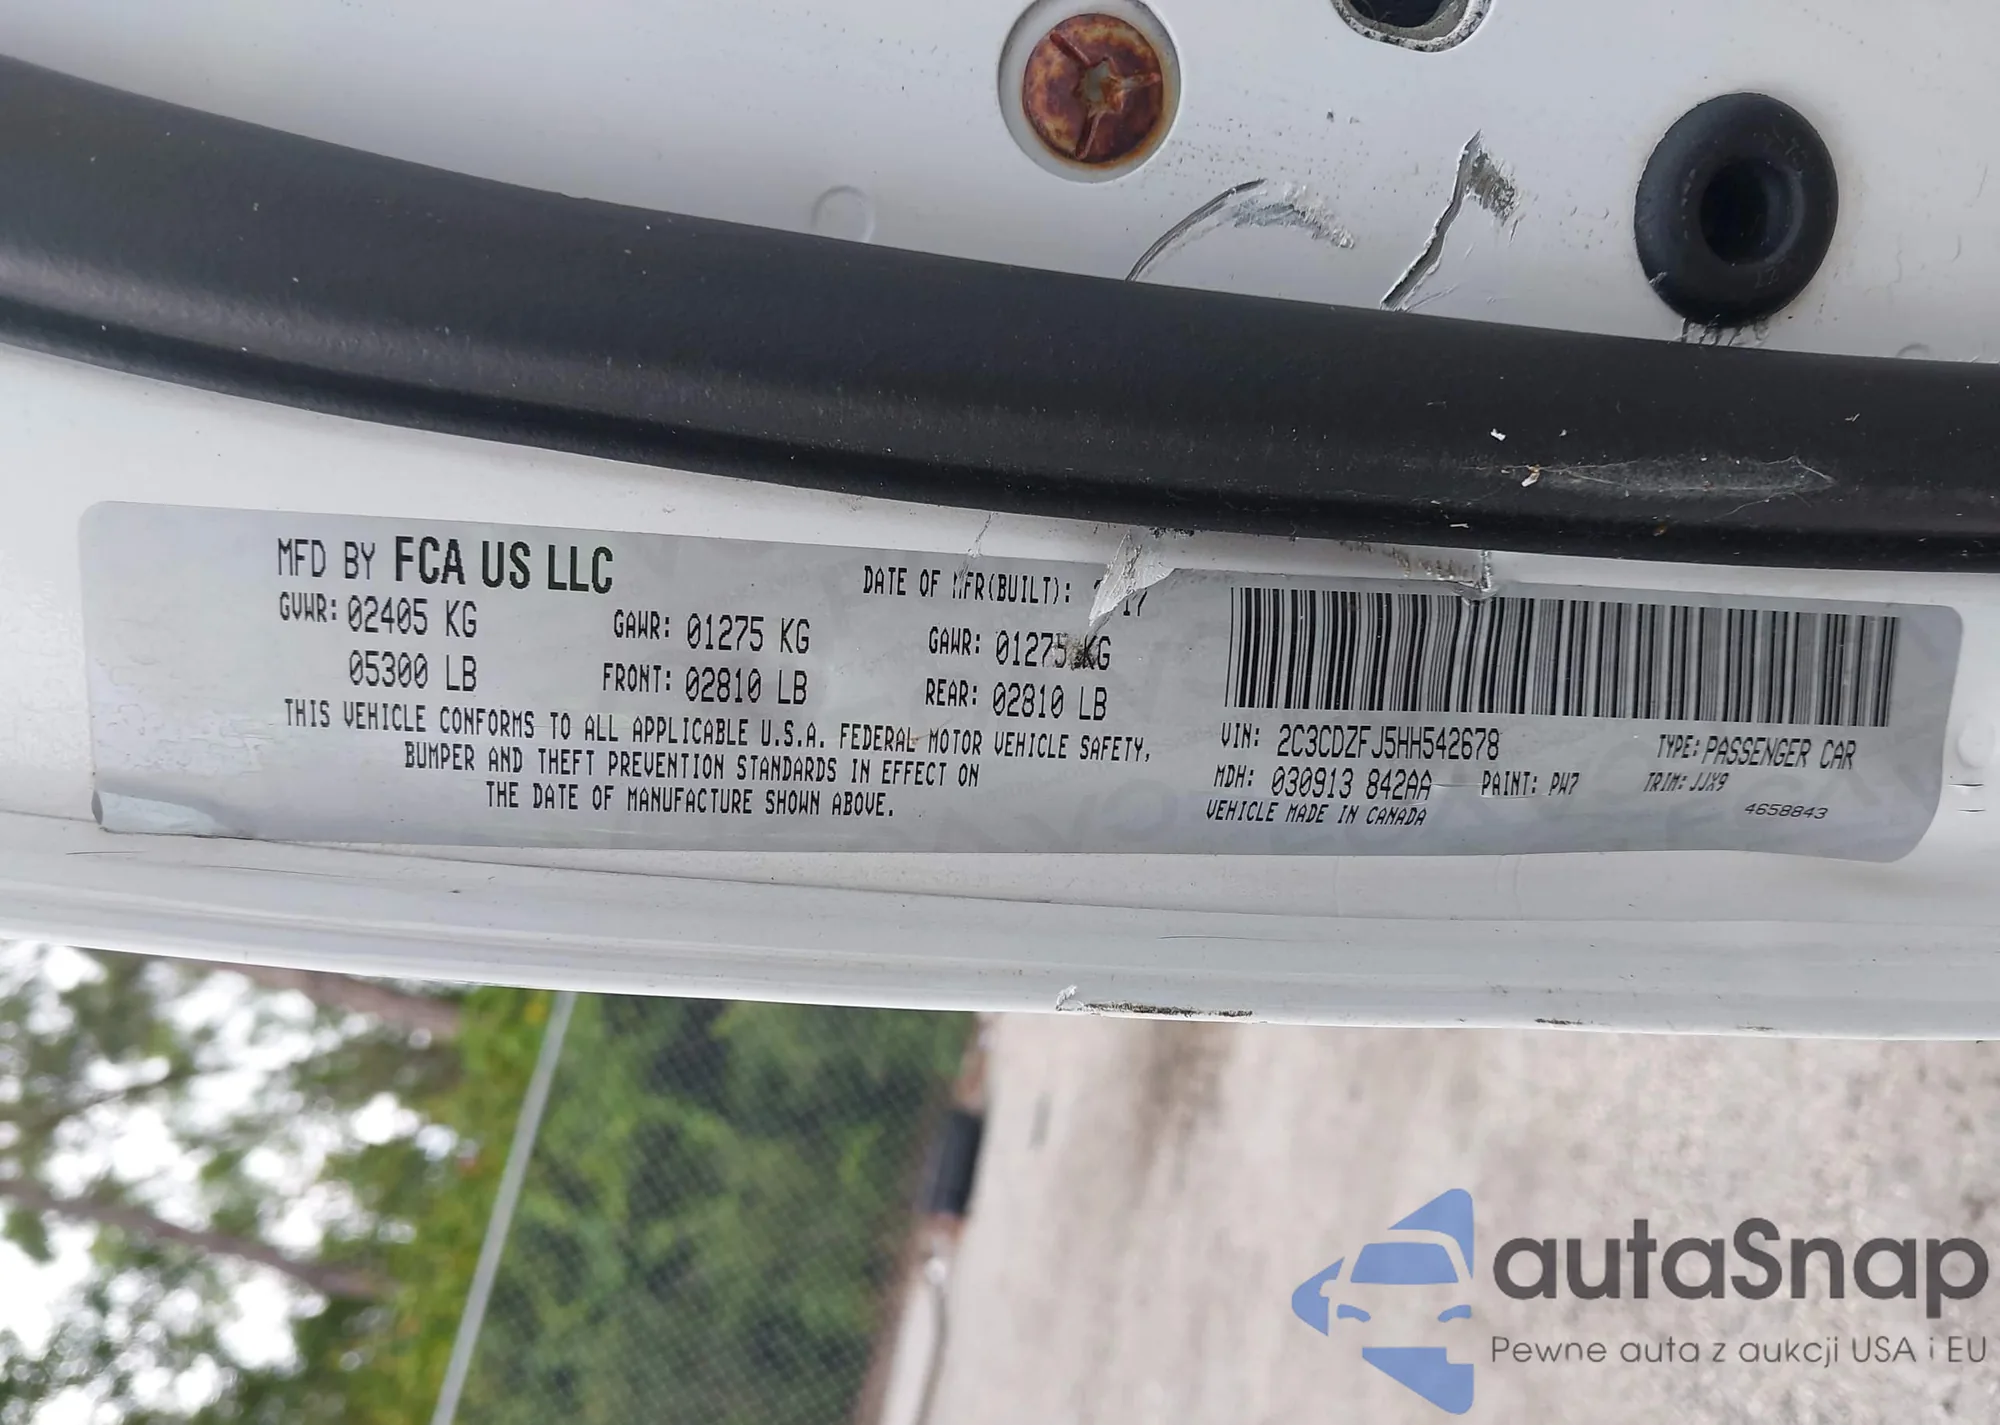 MFD BY FCA US LLC
DATE OF MFR(BUILT): 17
GVWR: 02405 KG GAWR: 01275 KG GAWR: 01275 KG
05300 LB FRONT: 02810 LB REAR: 02810 LB
THIS VEHICLE CONFORMS TO ALL APPLICABLE U.S.A. FEDERAL MOTOR VEHICLE SAFETY,
BUMPER AND THEFT PREVENTION STANDARDS IN EFFECT ON
THE DATE OF MANUFACTURE SHOWN ABOVE.
VIN: 2C3CDZFJ5HH542678 TYPE: PASSENGER CAR
MDH: 030913 842AA PAINT: PW7 TRIM: JJX9
VEHICLE MADE IN CANADA 4658843
autaSnap
Pewne auta z aukcji USA i EU